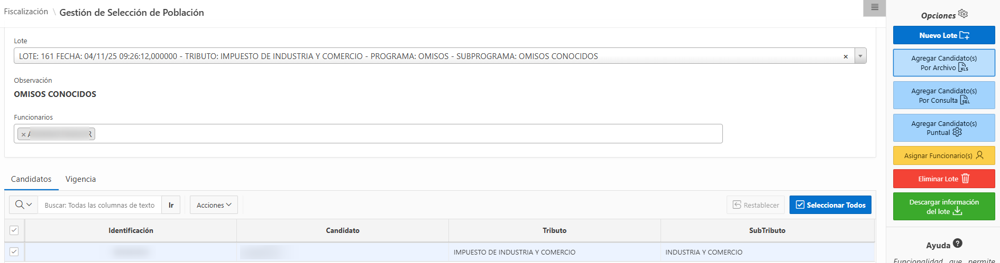 Fiscalización \ Gestión de Selección de Población
Lote
LOTE: 161 FECHA: 04/11/25 09:26:12,000000 - TRIBUTO: IMPUESTO DE INDUSTRIA Y COMERCIO - PROGRAMA: OMISOS - SUBPROGRAMA: OMISOS CONOCIDOS ×
Observación
OMISOS CONOCIDOS
Funcionarios
Candidatos Vigencia
Buscar: Todas las columnas de texto Ir Acciones Restablecer Seleccionar Todos
Identificación Candidato Tributo SubTributo
IMPUESTO DE INDUSTRIA Y COMERCIO INDUSTRIA Y COMERCIO
Opciones
Nuevo Lote
Agregar Candidato(s)
Por Archivo XLS
Agregar Candidato(s)
Por Consulta SQL
Agregar Candidato(s)
Puntual
Asignar Funcionario(s)
Eliminar Lote
Descargar información
del lote
Ayuda ?
Funcionalidad que permite